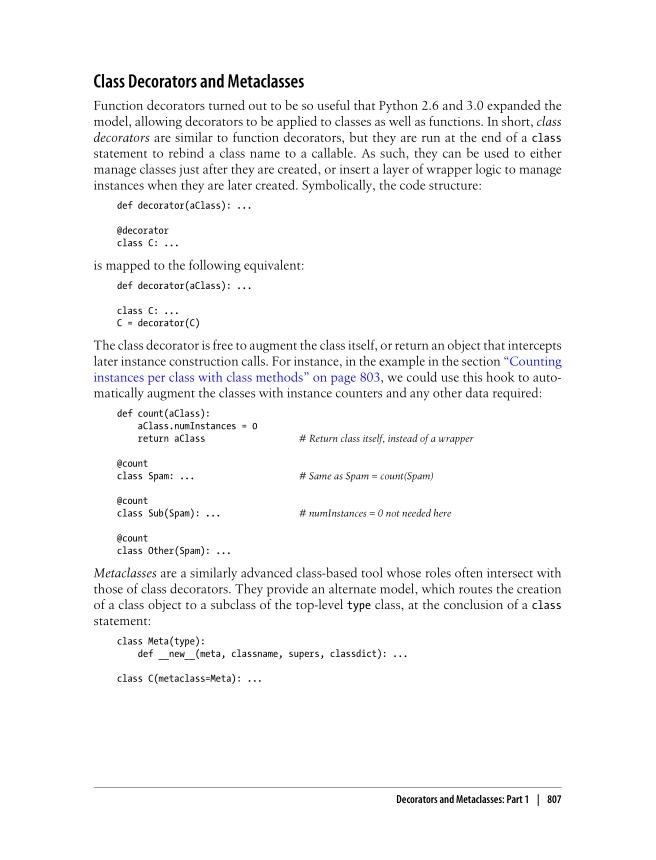 Class Decorators and Metaclasses
Function decorators turned out to be so useful that Python 2.6 and 3.0 expanded the
model, allowing decorators to be applied to classes as well as functions. In short, class
decorators are similar to function decorators, but they are run at the end of a class
statement to rebind a class name to a callable. As such, they can be used to either
manage classes just after they are created, or insert a layer of wrapper logic to manage
instances when they are later created. Symbolically, the code structure:
def decorator(aClass): ...
@decorator
class C: ...
is mapped to the following equivalent:
def decorator(aClass): ...
class C: ...
C = decorator(C)
The class decorator is free to augment the class itself, or return an object that intercepts
later instance construction calls. For instance, in the example in the section “Counting
instances per class with class methods” on page 803, we could use this hook to auto-
matically augment the classes with instance counters and any other data required:
def count(aClass):
    aClass.numInstances = 0
    return aClass # Return class itself, instead of a wrapper
@count
class Spam: ... # Same as Spam = count(Spam)
@count
class Sub(Spam): ... # numInstances = 0 not needed here
@count
class Other(Spam): ...
Metaclasses are a similarly advanced class-based tool whose roles often intersect with
those of class decorators. They provide an alternate model, which routes the creation
of a class object to a subclass of the top-level type class, at the conclusion of a class
statement:
class Meta(type):
    def __new__(meta, classname, supers, classdict): ...
class C(metaclass=Meta): ...
Decorators and Metaclasses: Part 1 | 807